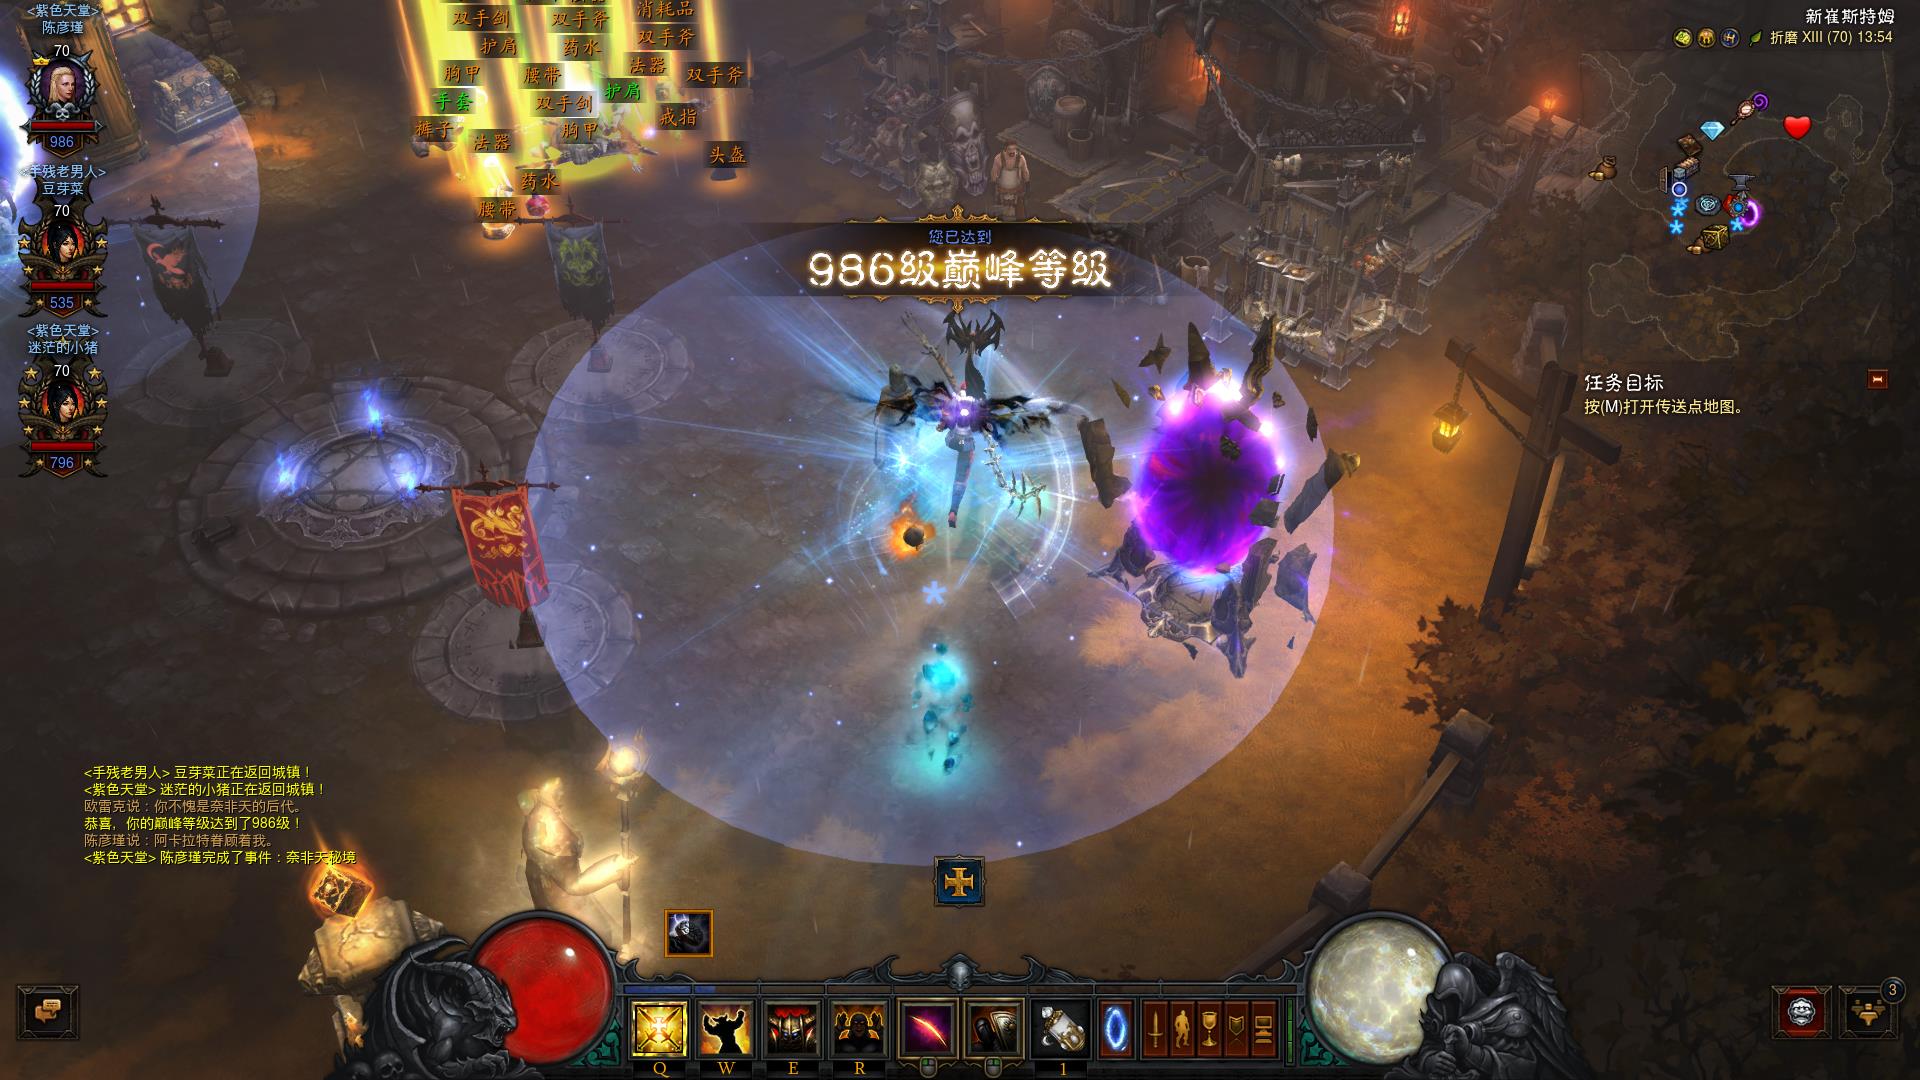 <紫色天堂>
陈彦瑾
70
986
<手残老男人>
豆芽菜
70
535
<紫色天堂>
迷茫的小猪
70
796
双手剑
双手斧
消耗品
护肩
药水
双手斧
胸甲
腰带
法器
双手斧
手套
双手剑
护肩
裤子
法器
胸甲
戒指
头盔
药水
腰带
您已达到
986级巅峰等级
新崔斯特姆
折磨 XIII (70) 13:54
任务目标
按(M)打开传送点地图。
<手残老男人> 豆芽菜正在返回城镇！
<紫色天堂> 迷茫的小猪正在返回城镇！
欧雷克说：你不愧是奈非天的后代。
恭喜，你的巅峰等级达到了986级！
陈彦瑾说：阿卡拉特眷顾着我。
<紫色天堂> 陈彦瑾完成了事件：奈非天秘境
Q
W
E
R
1
3